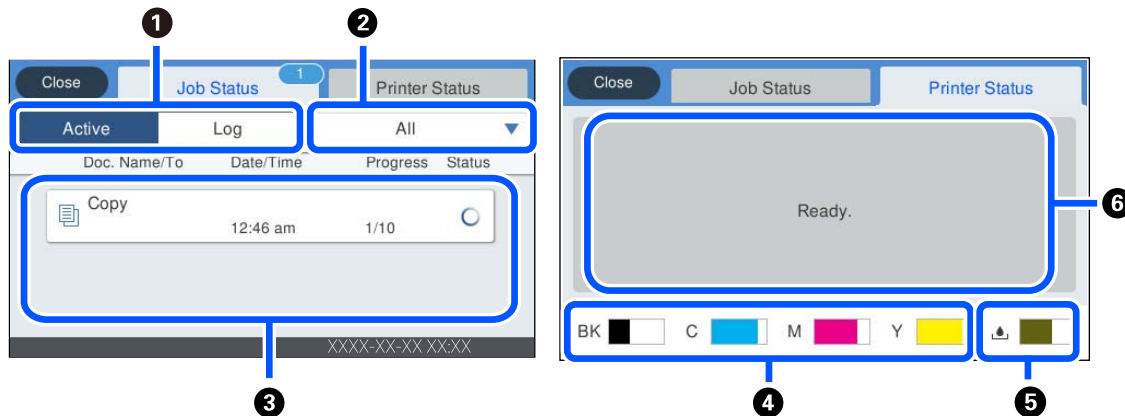 1 2
Close Job Status 1 Printer Status
Active Log All
Doc. Name/To Date/Time Progress Status
Copy
12:46 am 1/10
XXXX-XX-XX XX:XX
3
Close Job Status Printer Status
Ready.
6
BK C M Y
4 5